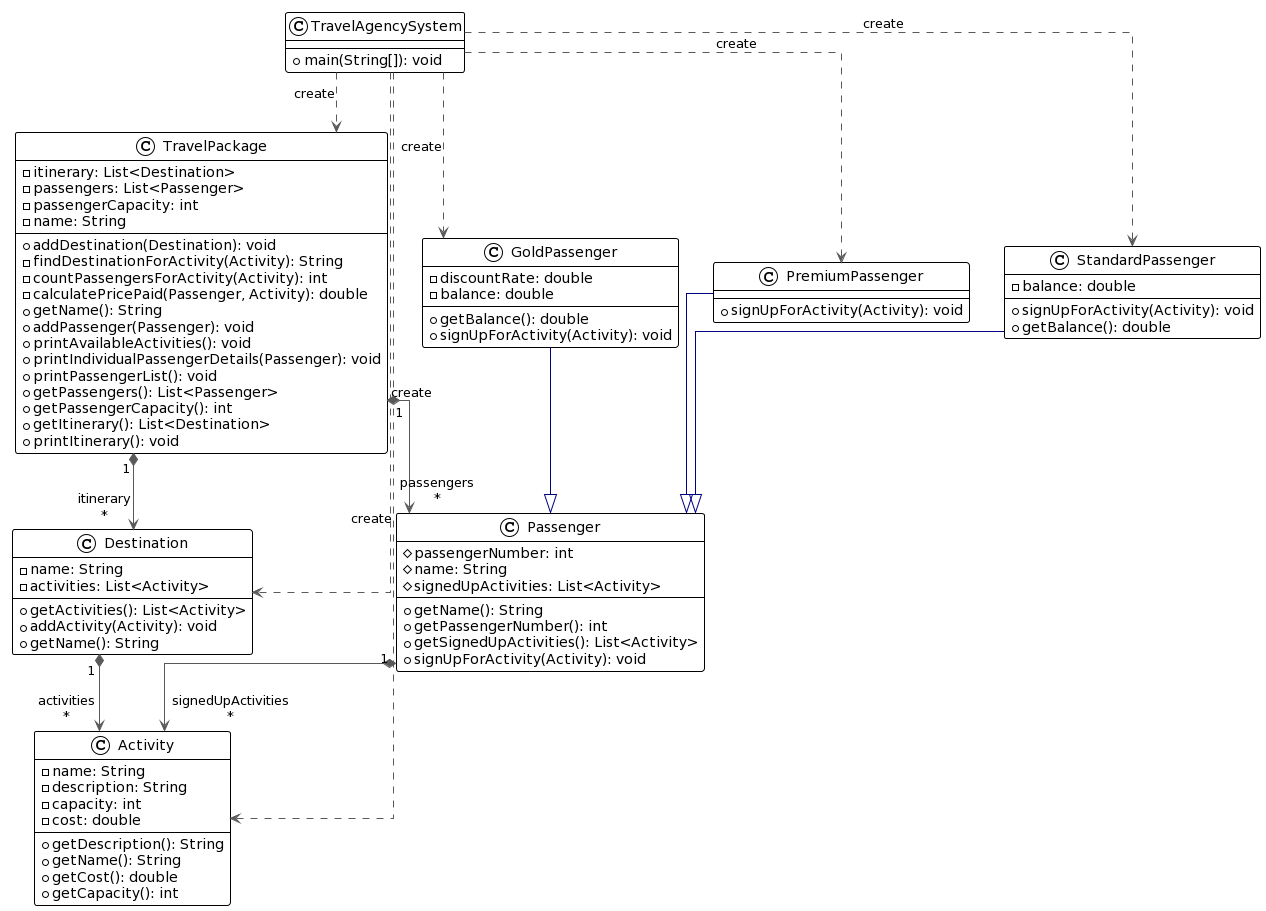 C TravelAgencySystem
main(String[]): void
create
create
create
create
create
create
C TravelPackage
itinerary: List<Destination>
passengers: List<Passenger>
passengerCapacity: int
name: String
addDestination(Destination): void
findDestinationForActivity(Activity): String
countPassengersForActivity(Activity): int
calculatePricePaid(Passenger, Activity): double
getName(): String
addPassenger(Passenger): void
printAvailableActivities(): void
printIndividualPassengerDetails(Passenger): void
printPassengerList(): void
getPassengers(): List<Passenger>
getPassengerCapacity(): int
getItinerary(): List<Destination>
printItinerary(): void
C GoldPassenger
discountRate: double
balance: double
getBalance(): double
signUpForActivity(Activity): void
C PremiumPassenger
signUpForActivity(Activity): void
C StandardPassenger
balance: double
signUpForActivity(Activity): void
getBalance(): double
1
passengers
*
1
itinerary
*
C Destination
name: String
activities: List<Activity>
getActivities(): List<Activity>
addActivity(Activity): void
getName(): String
C Passenger
passengerNumber: int
name: String
signedUpActivities: List<Activity>
getName(): String
getPassengerNumber(): int
getSignedUpActivities(): List<Activity>
signUpForActivity(Activity): void
1
activities
*
1
signedUpActivities
*
C Activity
name: String
description: String
capacity: int
cost: double
getDescription(): String
getName(): String
getCost(): double
getCapacity(): int